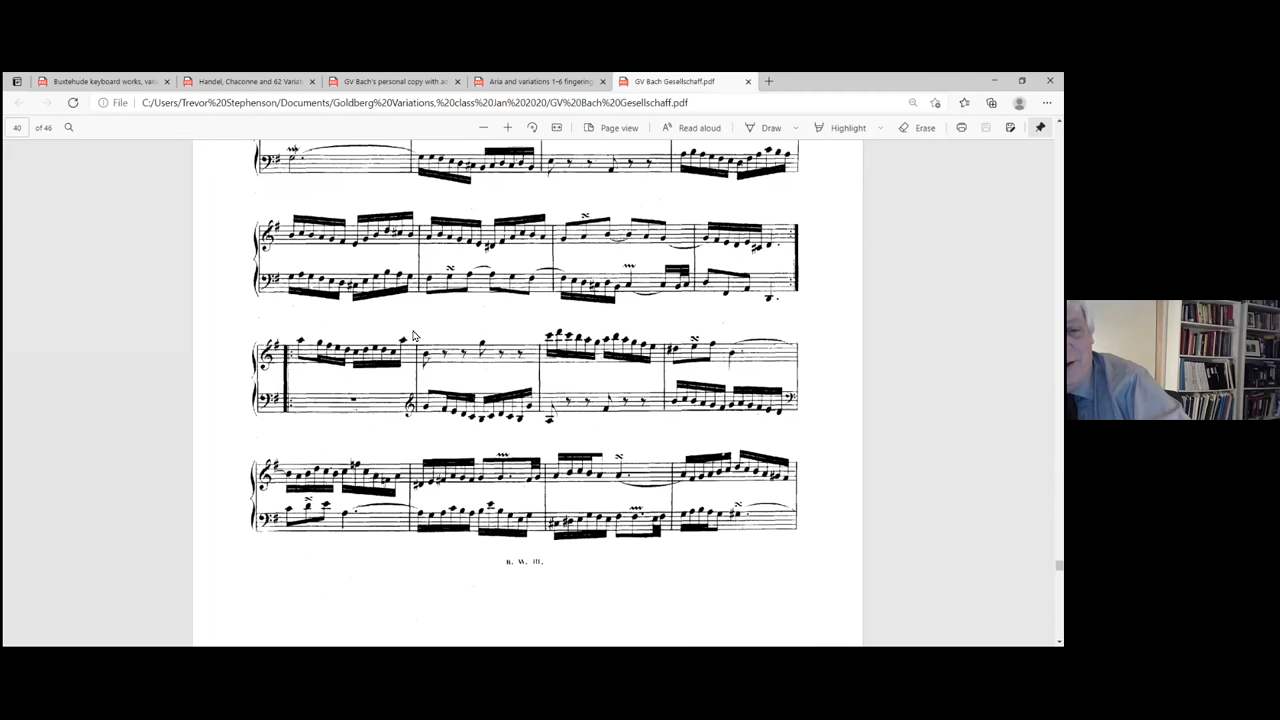 Buxtehude keyboard works, vari
Handel, Chaconne and 62 Variat
GV Bach's personal copy with ac
Aria and variations 1-6 fingering
GV Bach Gesellschaff.pdf
File
C:/Users/Trevor%20Stephenson/Documents/Goldberg%20Variations,%20class%20Jan%202020/GV%20Bach%20Gesellschaff.pdf
40 of 46
Page view
Read aloud
Draw
Highlight
Erase
B. W. III.